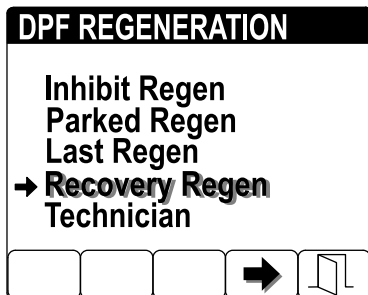 DPF REGENERATION
Inhibit Regen
Parked Regen
Last Regen
Recovery Regen
Technician